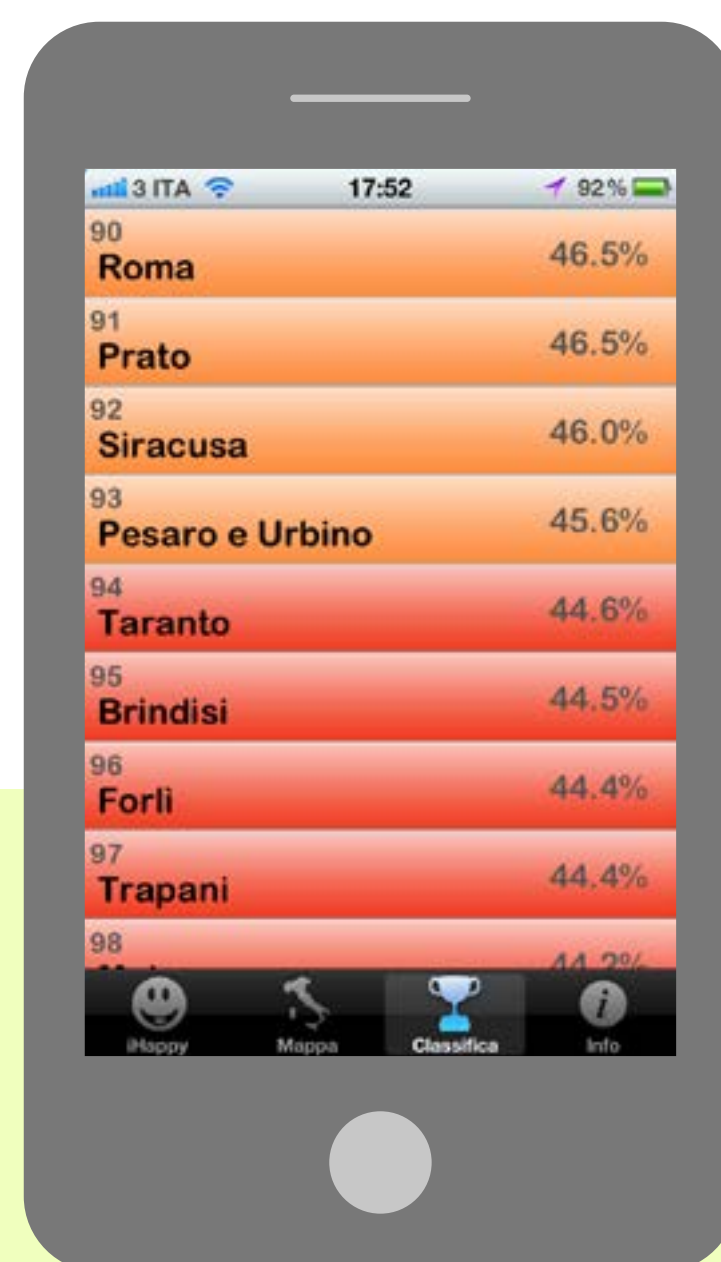 3 ITA 17:52 92%
90
Roma 46.5%
91
Prato 46.5%
92
Siracusa 46.0%
93
Pesaro e Urbino 45.6%
94
Taranto 44.6%
95
Brindisi 44.5%
96
Forlì 44.4%
97
Trapani 44.4%
98
44.2%
iHappy Mappa Classifica Info
i